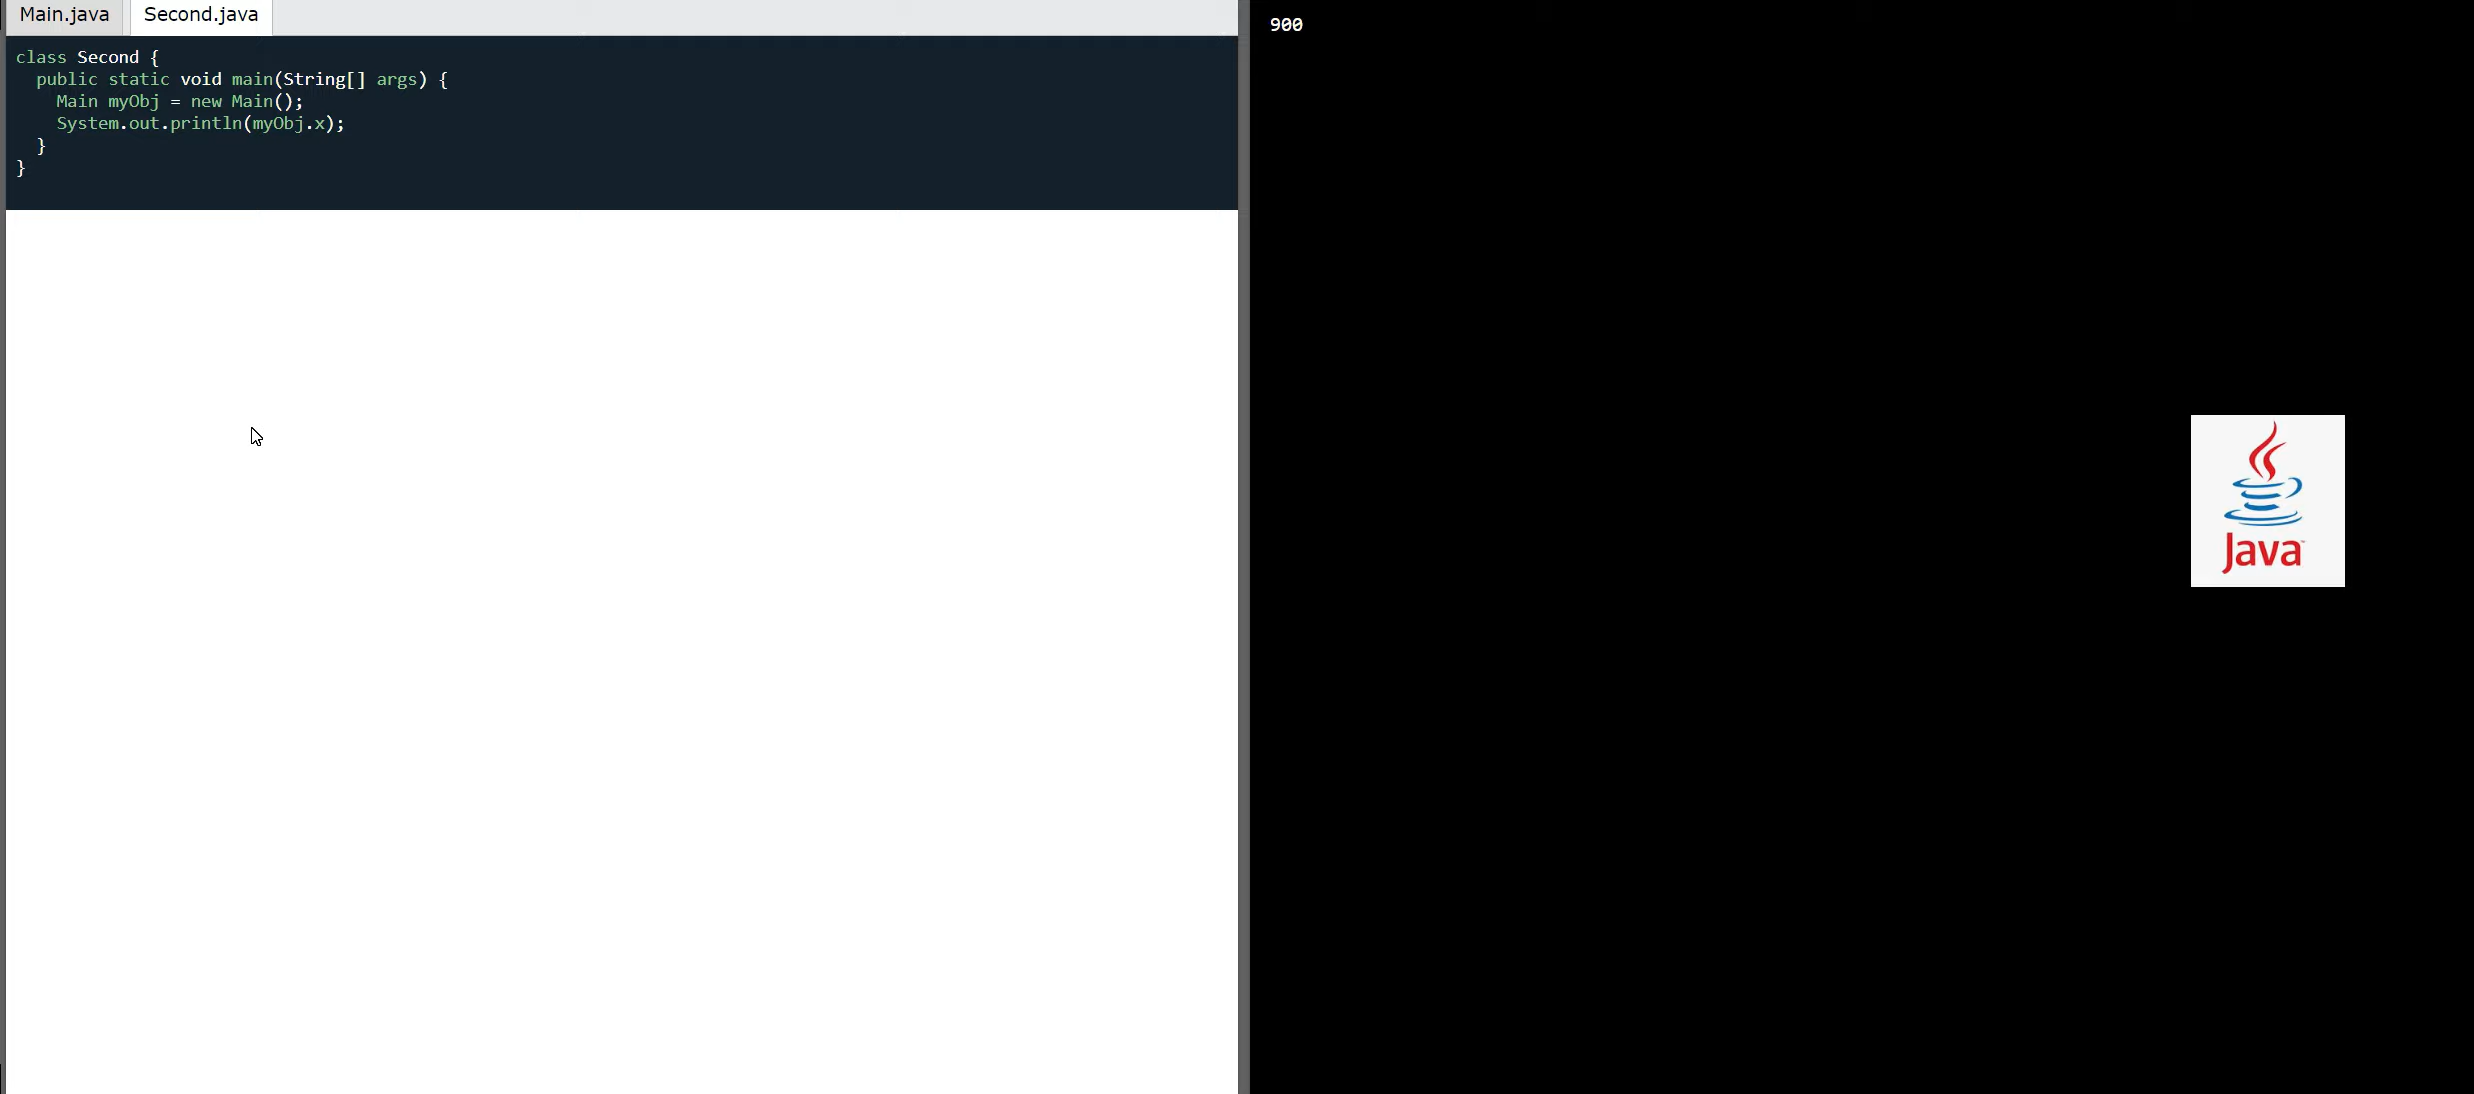 Main.java
Second.java
class Second {
  public static void main(String[] args) {
    Main myObj = new Main();
    System.out.println(myObj.x);
  }
}
900
Java™